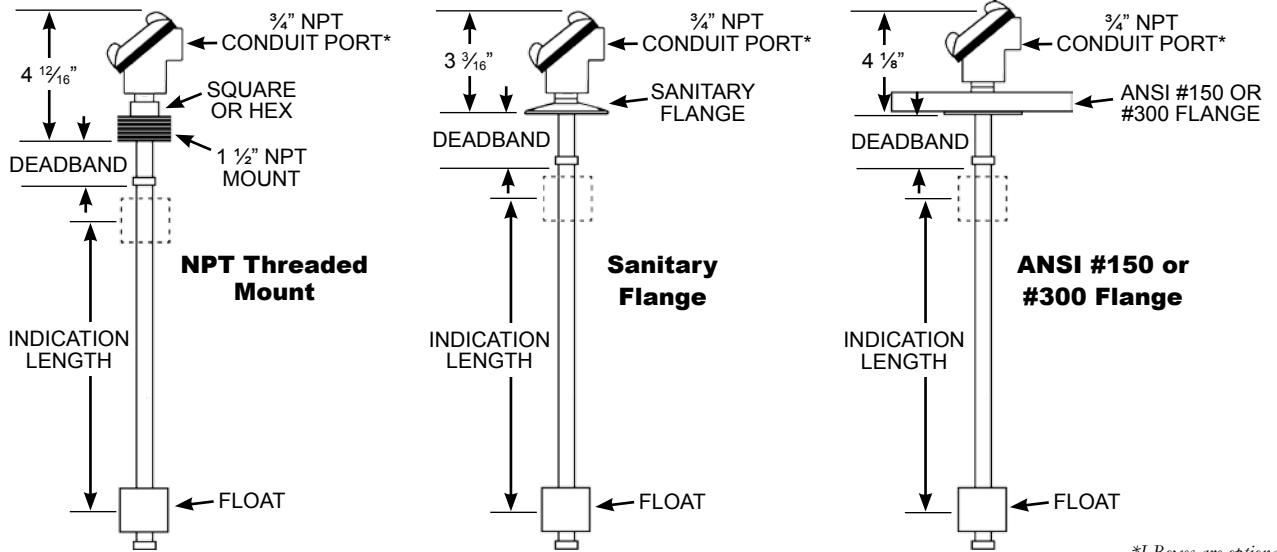 ¾” NPT
CONDUIT PORT*
4 12⁄16”
SQUARE
OR HEX
1 ½” NPT
MOUNT
DEADBAND
NPT Threaded
Mount
INDICATION
LENGTH
FLOAT
¾” NPT
CONDUIT PORT*
3 3⁄16”
SANITARY
FLANGE
DEADBAND
Sanitary
Flange
INDICATION
LENGTH
FLOAT
¾” NPT
CONDUIT PORT*
4 ⅛”
ANSI #150 OR
#300 FLANGE
DEADBAND
ANSI #150 or
#300 Flange
INDICATION
LENGTH
FLOAT
are